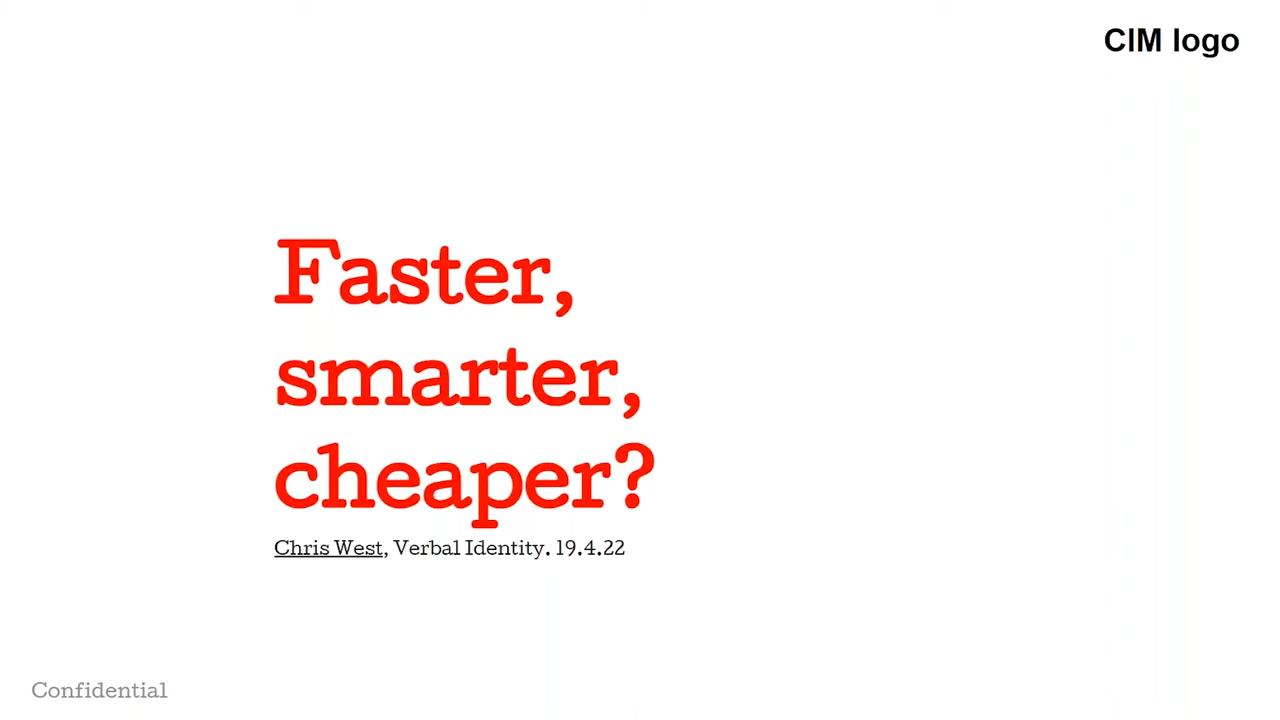 CIM logo
Faster,
smarter,
cheaper?
Chris West, Verbal Identity. 19.4.22
Confidential